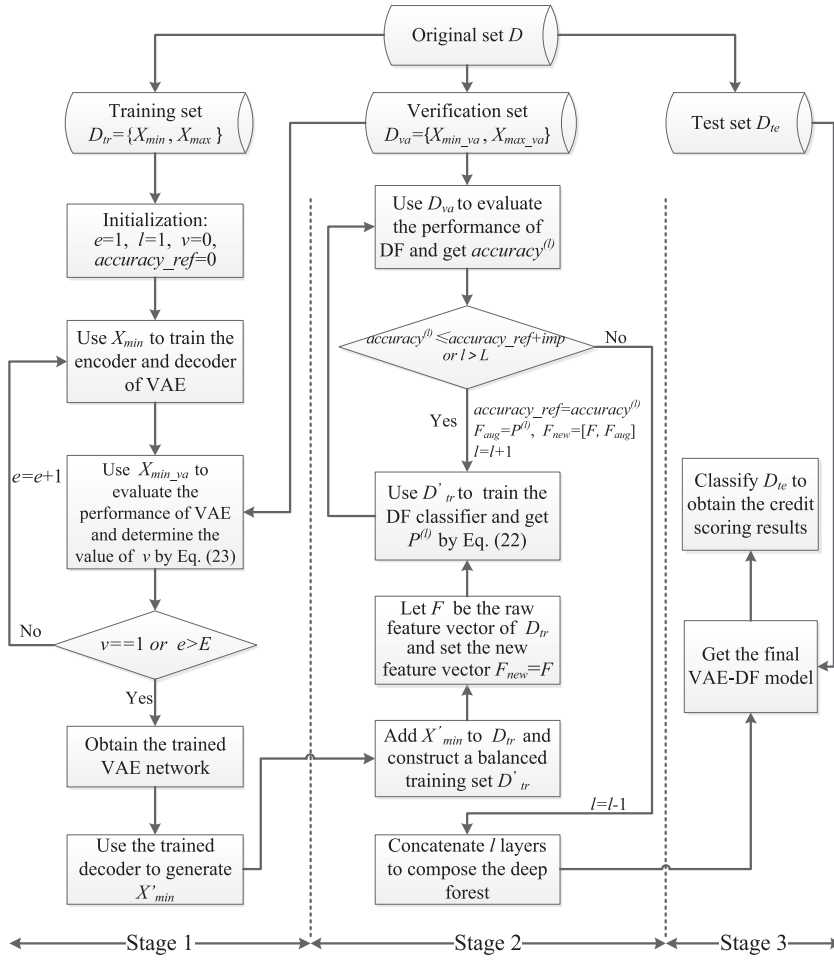 Original set D
Training set
D_tr={X_min, X_max}
Verification set
D_va={X_min_va, X_max_va}
Test set D_te
Initialization:
e=1, l=1, v=0,
accuracy_ref=0
Use X_min to train the
encoder and decoder
of VAE
e=e+1
Use X_min_va to
evaluate the
performance of VAE
and determine the
value of v by Eq. (23)
No
v==1 or e>E
Yes
Obtain the trained
VAE network
Use the trained
decoder to generate
X'_min
Use D_va to evaluate
the performance of
DF and get accuracy^(l)
accuracy^(l) ⩽accuracy_ref+imp
or l > L
No
Yes
accuracy_ref=accuracy^(l)
F_aug=P^(l), F_new=[F, F_aug]
l=l+1
Use D'_tr to train the
DF classifier and get
P^(l) by Eq. (22)
Let F be the raw
feature vector of D_tr
and set the new
feature vector F_new=F
Add X'_min to D_tr and
construct a balanced
training set D'_tr
l=l-1
Concatenate l layers
to compose the deep
forest
Classify D_te to
obtain the credit
scoring results
Get the final
VAE-DF model
Stage 1
Stage 2
Stage 3